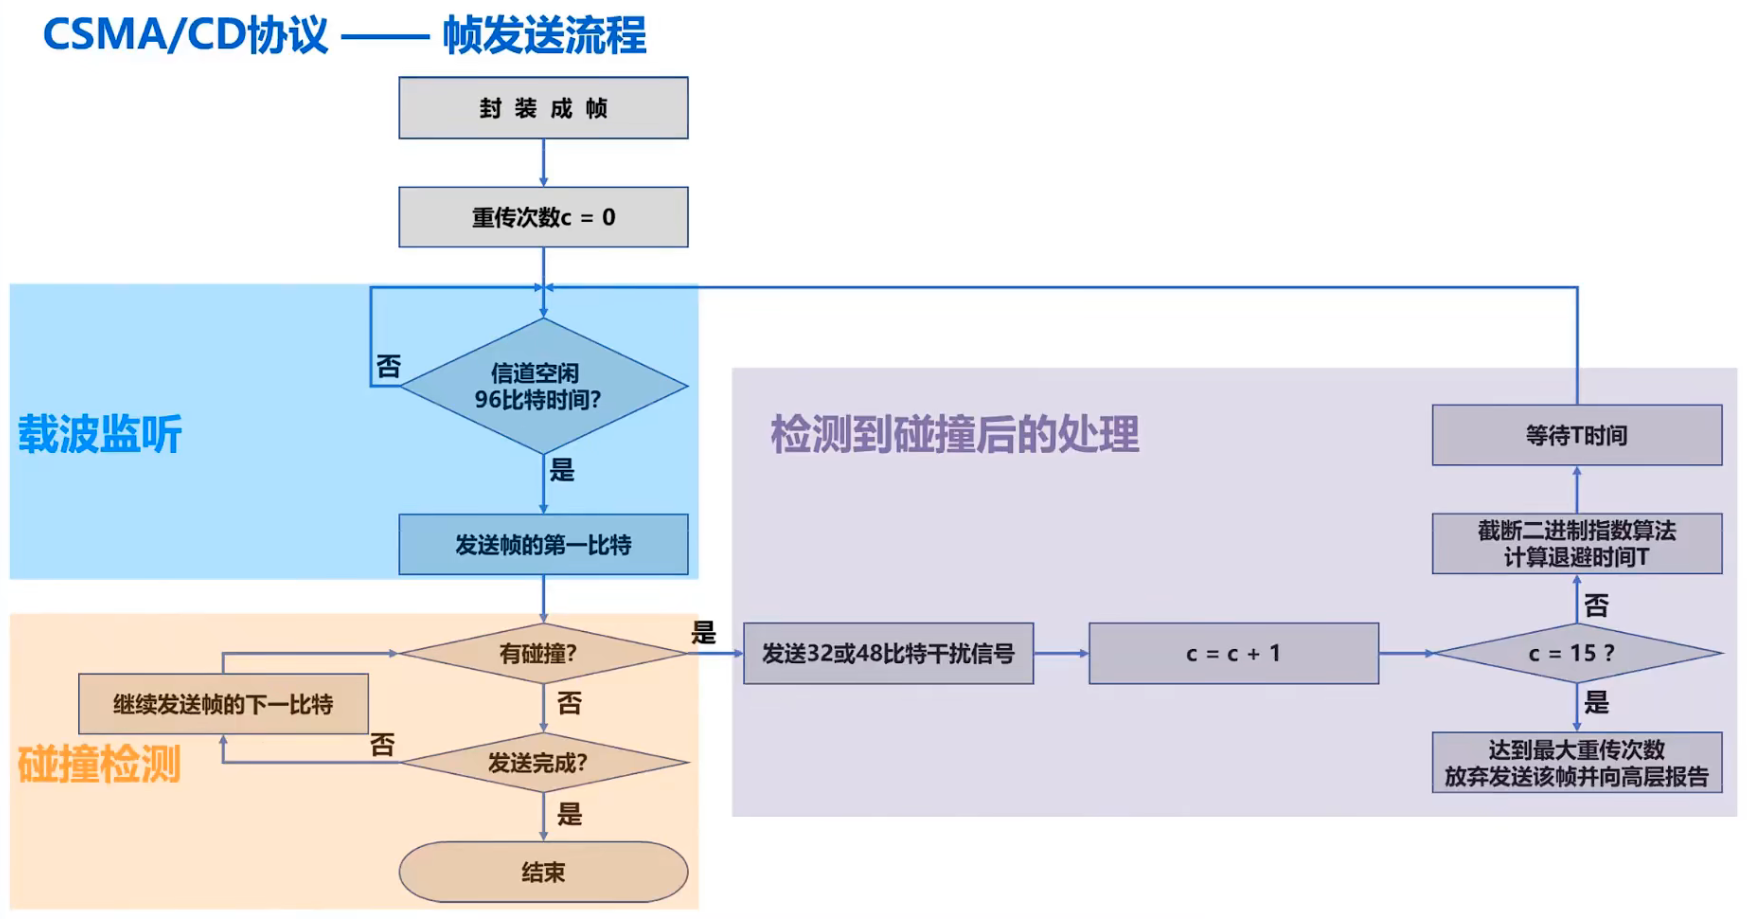 CSMA/CD协议 —— 帧发送流程
封 装 成 帧
重传次数c = 0
信道空闲
96比特时间?
否
是
载波监听
发送帧的第一比特
有碰撞?
是
否
继续发送帧的下一比特
发送完成?
否
是
碰撞检测
结束
检测到碰撞后的处理
发送32或48比特干扰信号
c = c + 1
c = 15 ?
否
截断二进制指数算法
计算退避时间T
等待T时间
是
达到最大重传次数
放弃发送该帧并向高层报告